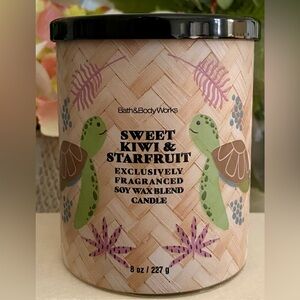 Bath&BodyWorks
SWEET
KIWI &
STARFRUIT
EXCLUSIVELY
FRAGRANCED
SOY WAX BLEND
CANDLE
8 oz / 227 g